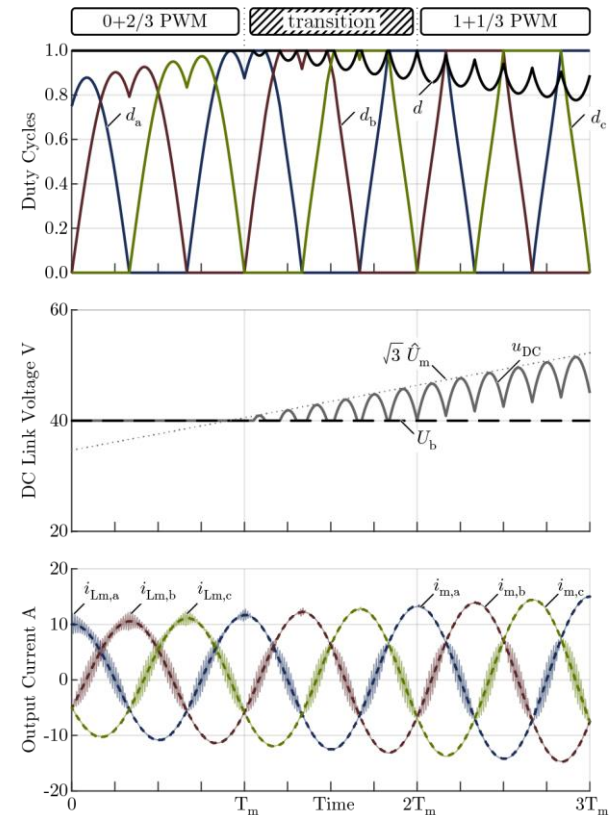 0+2/3 PWM transition 1+1/3 PWM
Duty Cycles
1.0
0.8
0.6
0.4
0.2
0.0
d_a d_b d d_c
DC Link Voltage V
60
40
20
√3 Û_m u_DC
U_b
Output Current A
20
10
0
-10
-20
i_Lm,a i_Lm,b i_Lm,c i_m,a i_m,b i_m,c
0 T_m Time 2T_m 3T_m